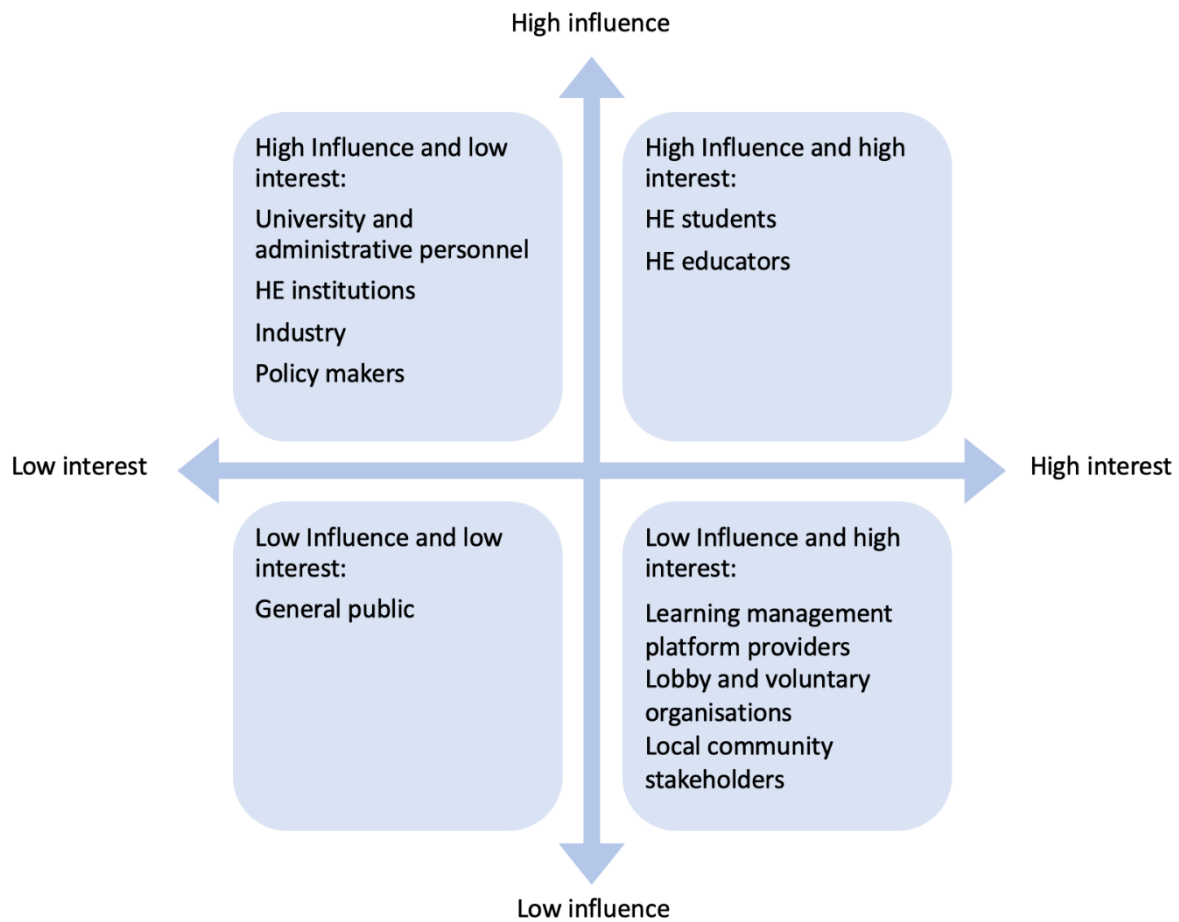 High influence
High Influence and low
interest:
University and
administrative personnel
HE institutions
Industry
Policy makers
High Influence and high
interest:
HE students
HE educators
Low interest
High interest
Low Influence and low
interest:
General public
Low Influence and high
interest:
Learning management
platform providers
Lobby and voluntary
organisations
Local community
stakeholders
Low influence